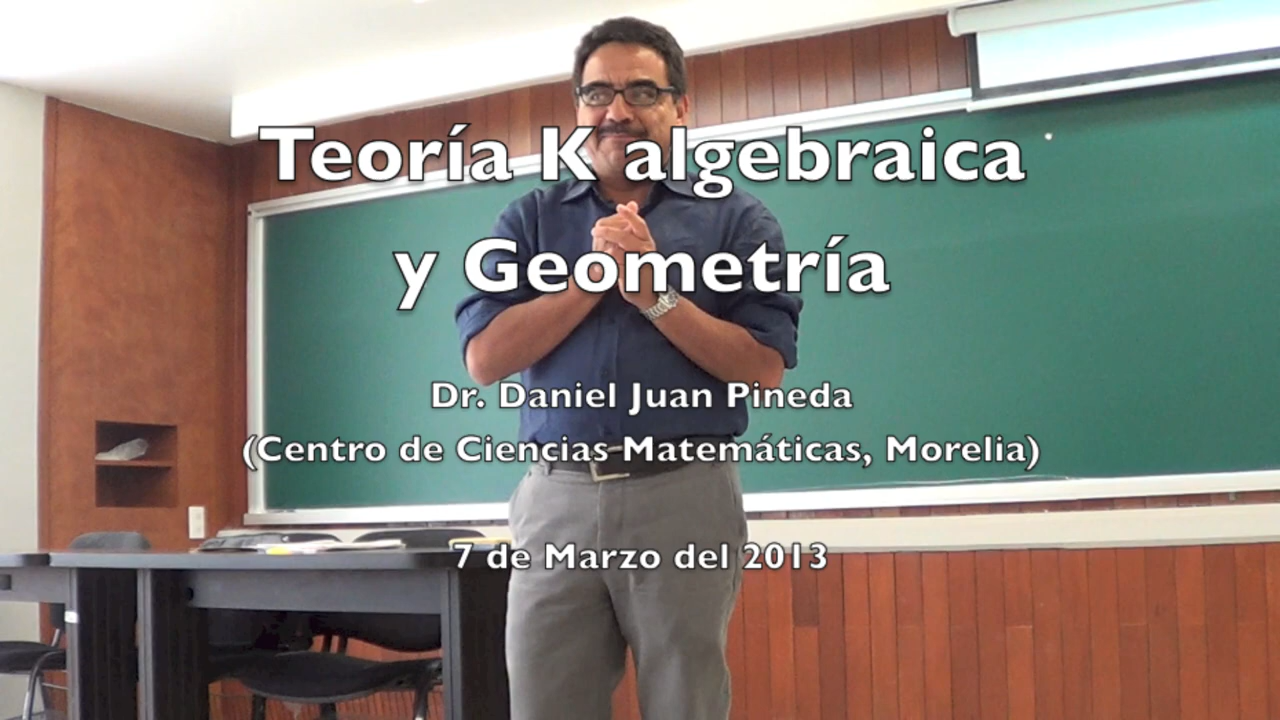 Teoría K algebraica
y Geometría
Dr. Daniel Juan Pineda
(Centro de Ciencias Matemáticas, Morelia)
7 de Marzo del 2013